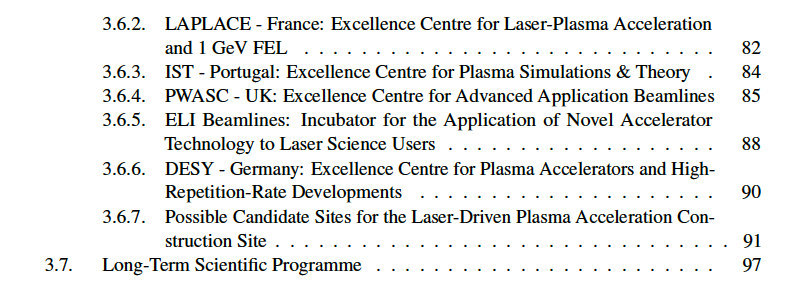 3.6.2. LAPLACE - France: Excellence Centre for Laser-Plasma Acceleration
and 1 GeV FEL . . . . . . . . . . . . . . . . . . . . . . . . . . . . . . 82
3.6.3. IST - Portugal: Excellence Centre for Plasma Simulations & Theory . 84
3.6.4. PWASC - UK: Excellence Centre for Advanced Application Beamlines 85
3.6.5. ELI Beamlines: Incubator for the Application of Novel Accelerator
Technology to Laser Science Users . . . . . . . . . . . . . . . . . . . 88
3.6.6. DESY - Germany: Excellence Centre for Plasma Accelerators and High-
Repetition-Rate Developments . . . . . . . . . . . . . . . . . . . . . 90
3.6.7. Possible Candidate Sites for the Laser-Driven Plasma Acceleration Con-
struction Site . . . . . . . . . . . . . . . . . . . . . . . . . . . . . . . . 91
3.7. Long-Term Scientific Programme . . . . . . . . . . . . . . . . . . . . . . . . 97